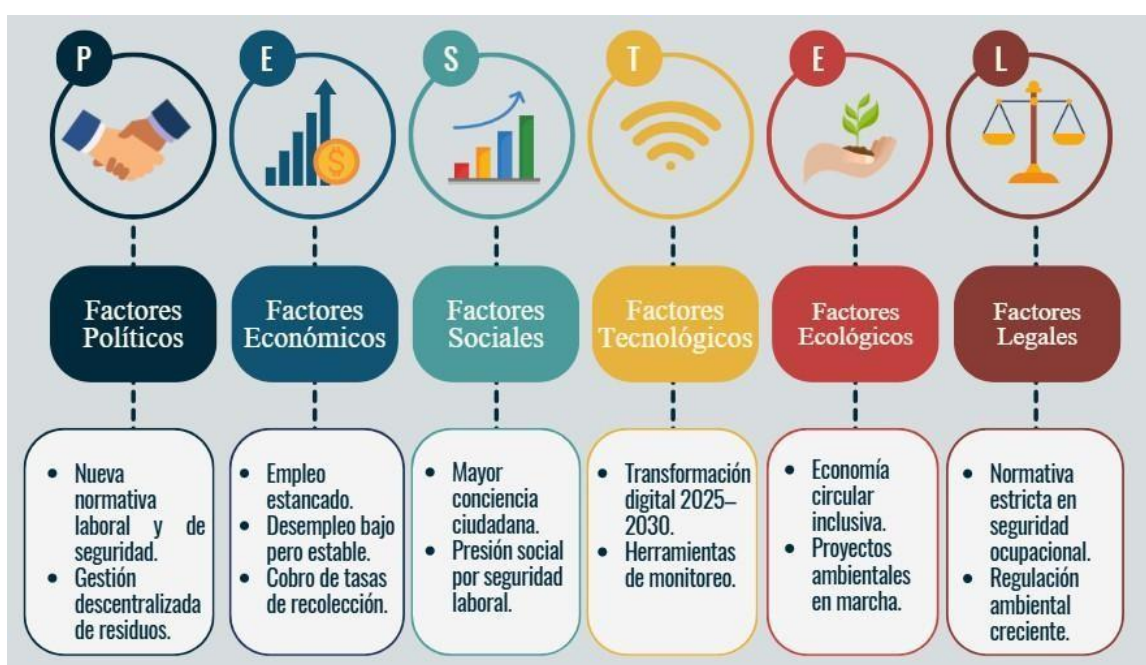 P
E
S
T
E
L
Factores
Políticos
Factores
Económicos
Factores
Sociales
Factores
Tecnológicos
Factores
Ecológicos
Factores
Legales
• Nueva
normativa
laboral y de
seguridad.
• Gestión
descentralizada
de residuos.
• Empleo
estancado.
• Desempleo bajo
pero estable.
• Cobro de tasas
de recolección.
• Mayor
conciencia
ciudadana.
• Presión social
por seguridad
laboral.
• Transformación
digital 2025–
2030.
• Herramientas
de monitoreo.
• Economía
circular
inclusiva.
• Proyectos
ambientales
en marcha.
• Normativa
estricta en
seguridad
ocupacional.
• Regulación
ambiental
creciente.